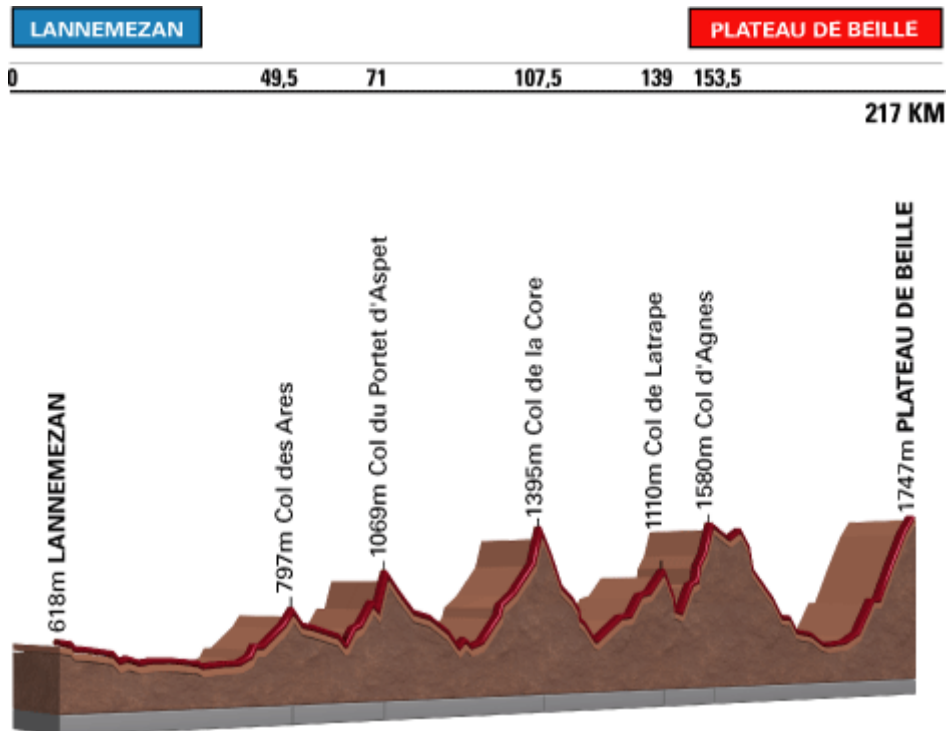 LANNEMEZAN
PLATEAU DE BEILLE
0 49,5 71 107,5 139 153,5
217 KM
618m LANNEMEZAN
797m Col des Ares
1069m Col du Portet d'Aspet
1395m Col de la Core
1110m Col de Latrape
1580m Col d'Agnes
1747m PLATEAU DE BEILLE